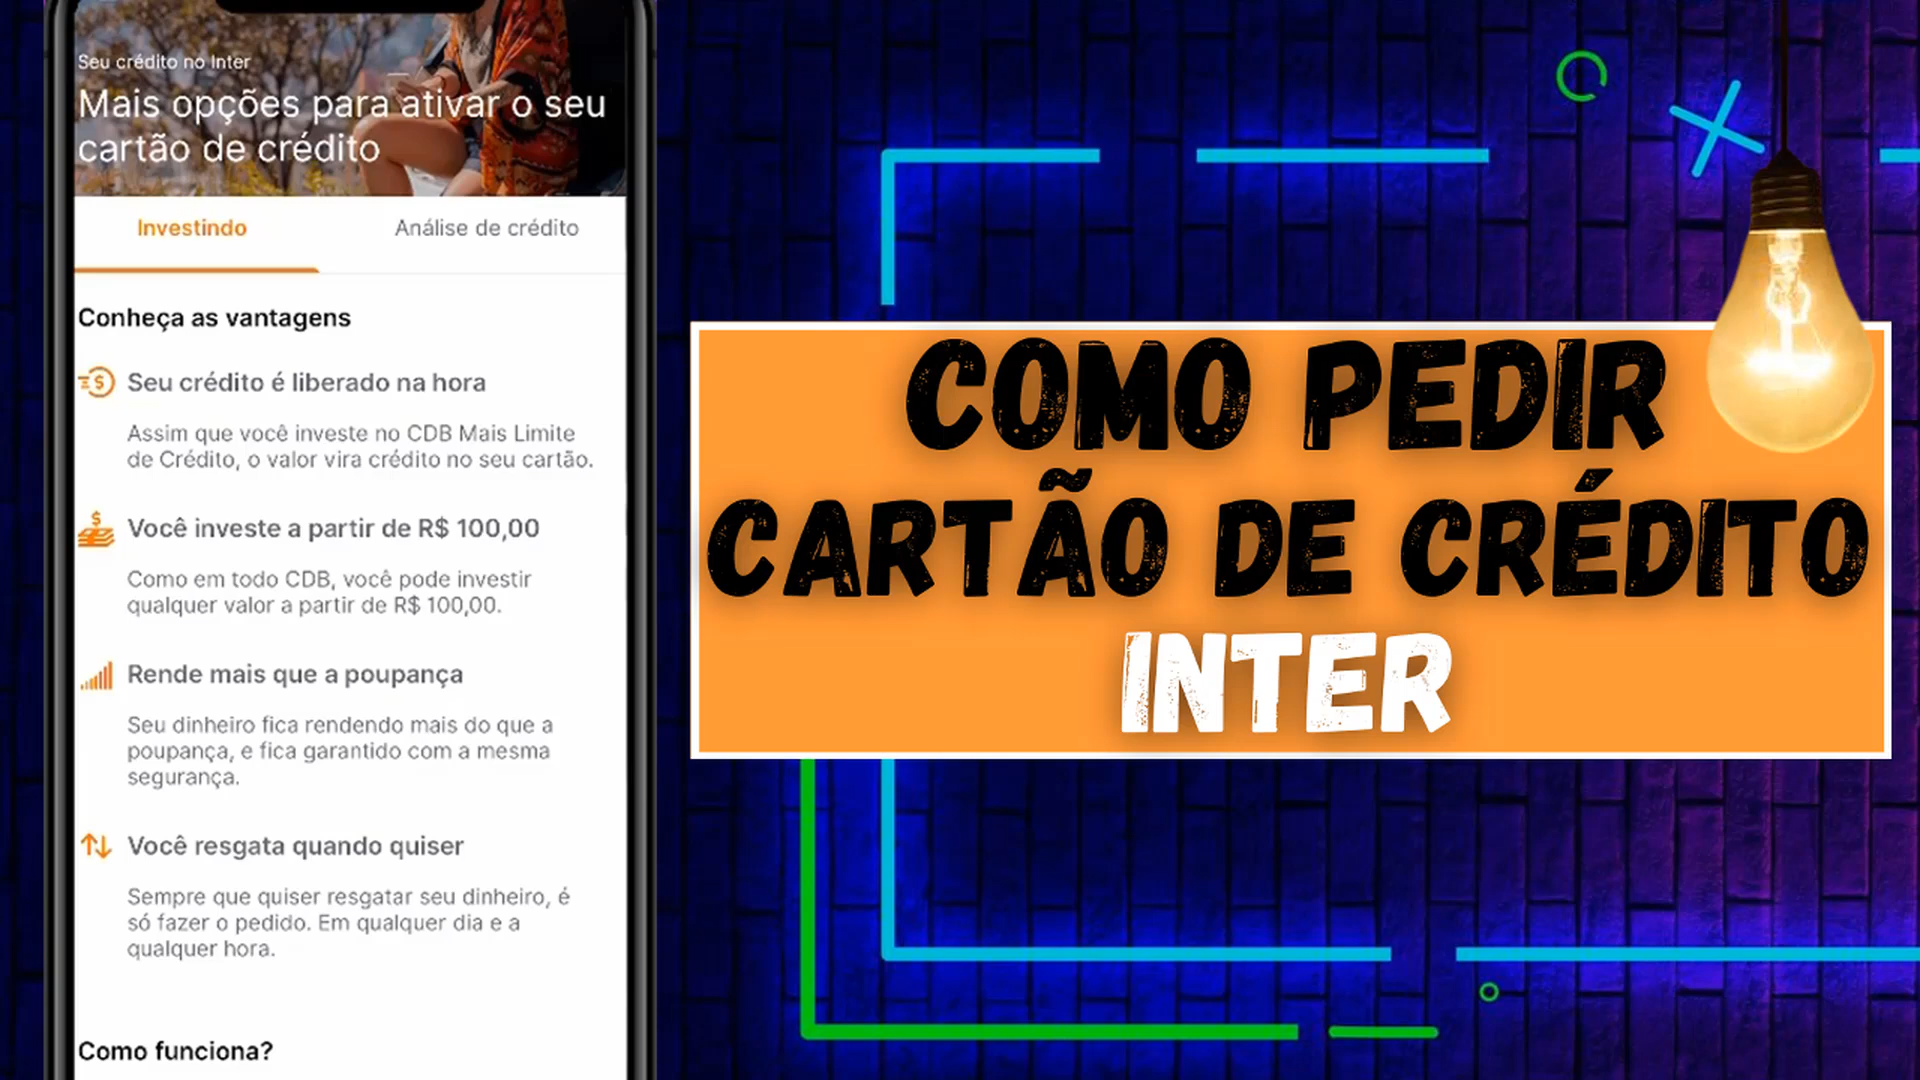 Seu crédito no Inter
Mais opções para ativar o seu
cartão de crédito
Investindo
Análise de crédito
Conheça as vantagens
Seu crédito é liberado na hora
Assim que você investe no CDB Mais Limite
de Crédito, o valor vira crédito no seu cartão.
Você investe a partir de R$ 100,00
Como em todo CDB, você pode investir
qualquer valor a partir de R$ 100,00.
Rende mais que a poupança
Seu dinheiro fica rendendo mais do que a
poupança, e fica garantido com a mesma
segurança.
Você resgata quando quiser
Sempre que quiser resgatar seu dinheiro, é
só fazer o pedido. Em qualquer dia e a
qualquer hora.
Como funciona?
COMO PEDIR
CARTÃO DE CRÉDITO
INTER